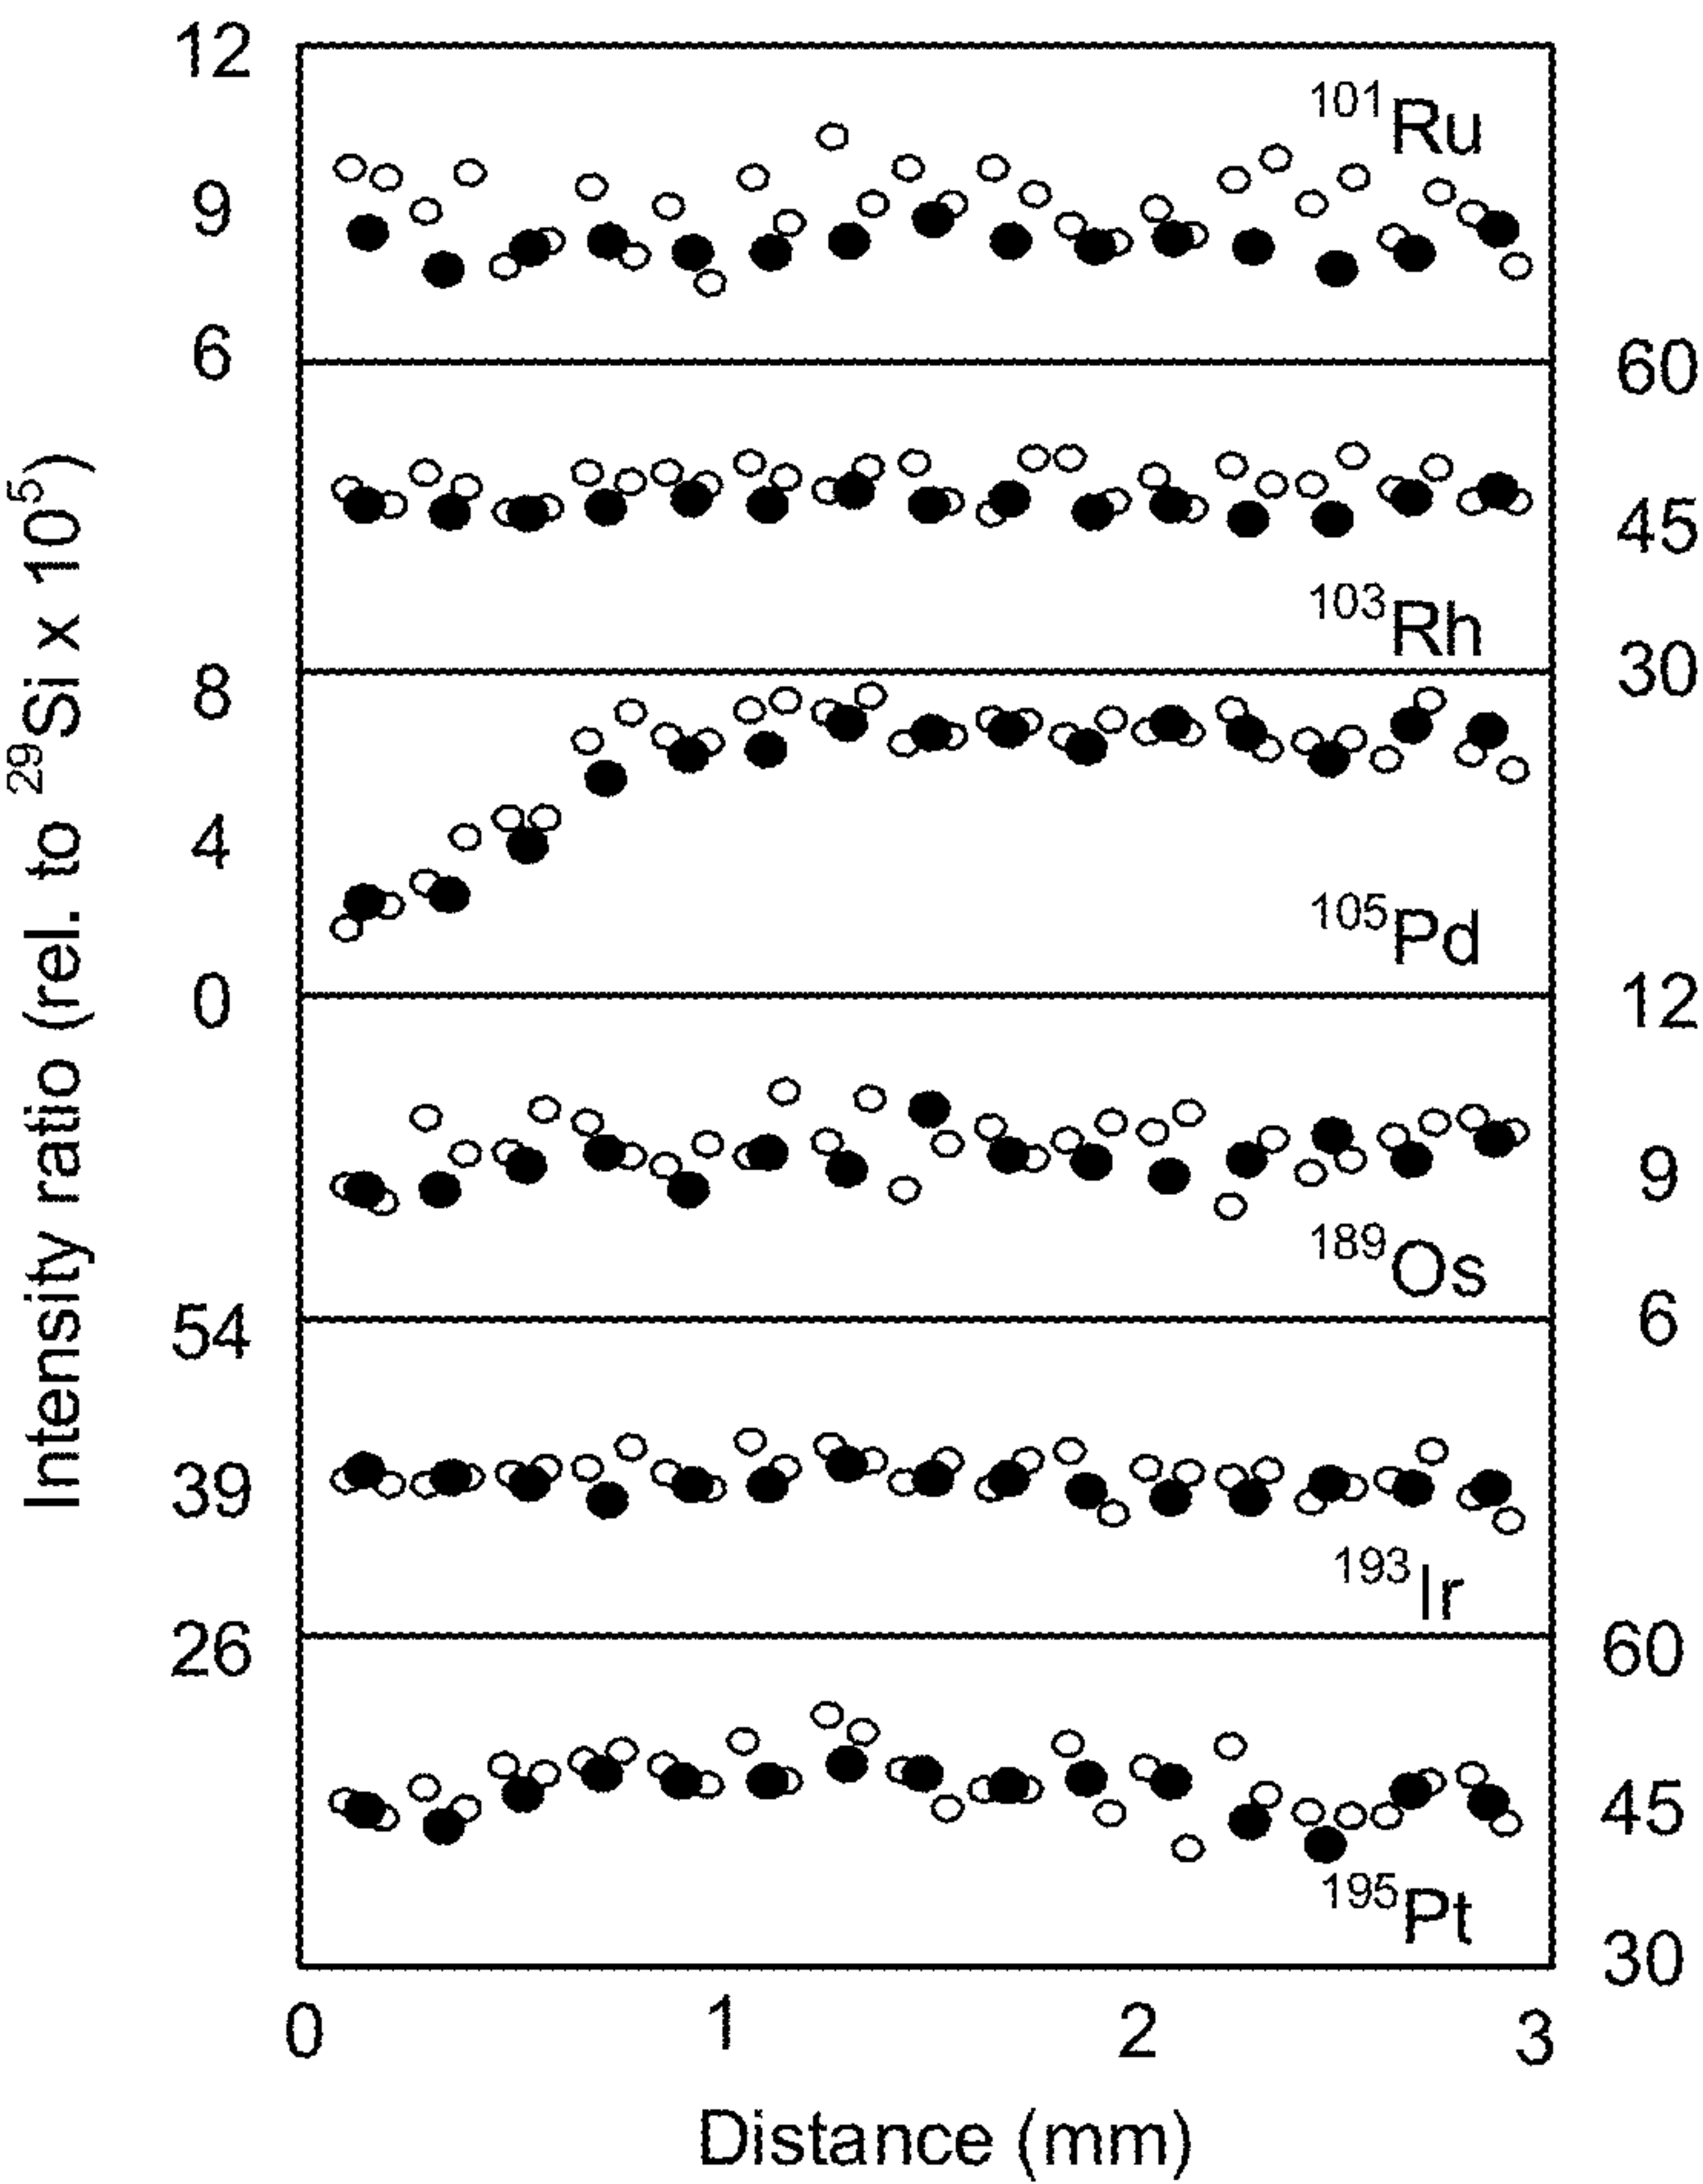 12
¹⁰¹Ru
9
6
60
45
¹⁰³Rh
30
8
4
¹⁰⁵Pd
0
12
9
¹⁸⁹Os
54
6
39
¹⁹³Ir
26
60
45
¹⁹⁵Pt
30
0 1 2 3
Distance (mm)
Intensity ratio (rel. to ²⁹Si x 10⁵)